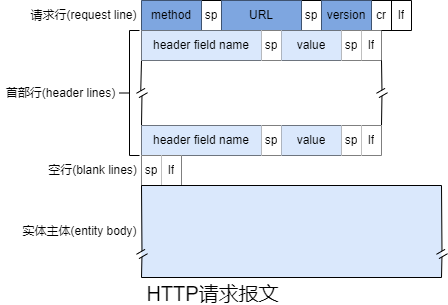 请求行(request line) method sp URL sp version cr lf
header field name sp value sp lf
首部行(header lines)
header field name sp value sp lf
空行(blank lines) sp lf
实体主体(entity body)
HTTP请求报文